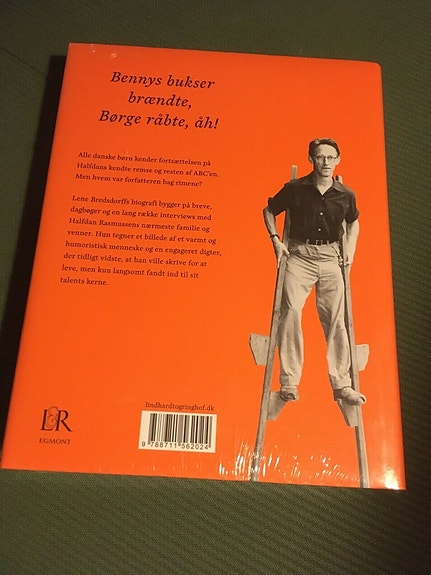 Bennys bukser
brændte,
Børge råbte, åh!
Alle danske børn kender fortsættelsen på
Halfdans kendte remse og resten af ABC'en.
Men hvem var forfatteren bag rimene?
Lene Bredsdorffs biografi bygger på breve,
dagbøger og en lang række interviews med
Halfdan Rasmussens nærmeste familie og
venner. Hun tegner et billede af et varmt og
humoristisk menneske og en engageret digter,
der tidligt vidste, at han ville skrive for at
leve, men kun langsomt fandt ind til sit
talents kerne.
lindhardtogringhof.dk
9 788711 562024
L&R
EGMONT